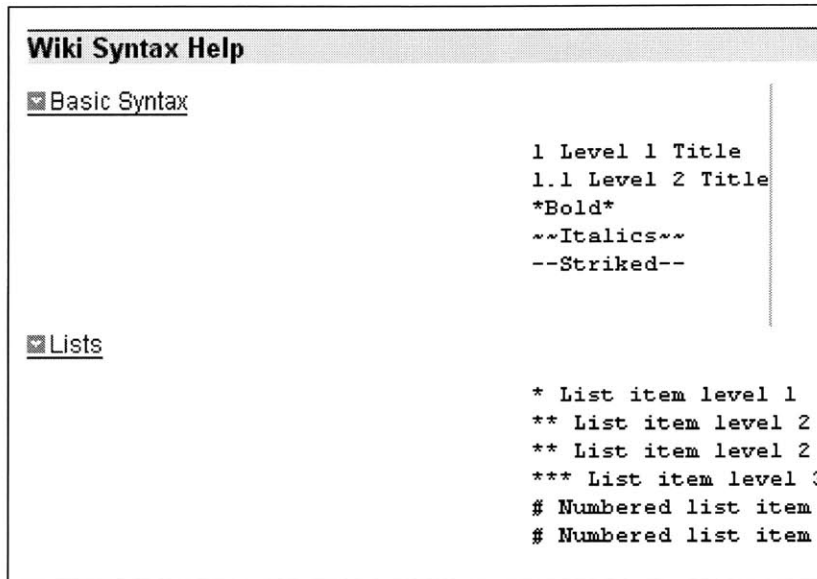 Wiki Syntax Help
Basic Syntax
1 Level 1 Title
1.1 Level 2 Title
*Bold*
~~Italics~~
--Striked--
Lists
* List item level 1
** List item level 2
** List item level 2
*** List item level 3
# Numbered list item
# Numbered list item